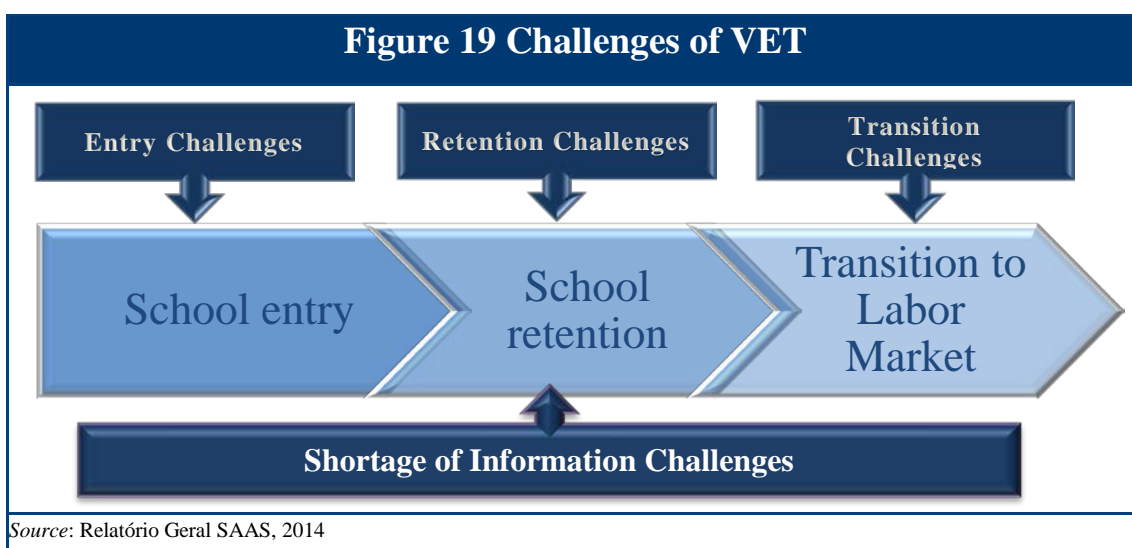 Figure 19 Challenges of VET
Entry Challenges
Retention Challenges
Transition
Challenges
School entry
School
retention
Transition to
Labor
Market
Shortage of Information Challenges
Source: Relatório Geral SAAS, 2014